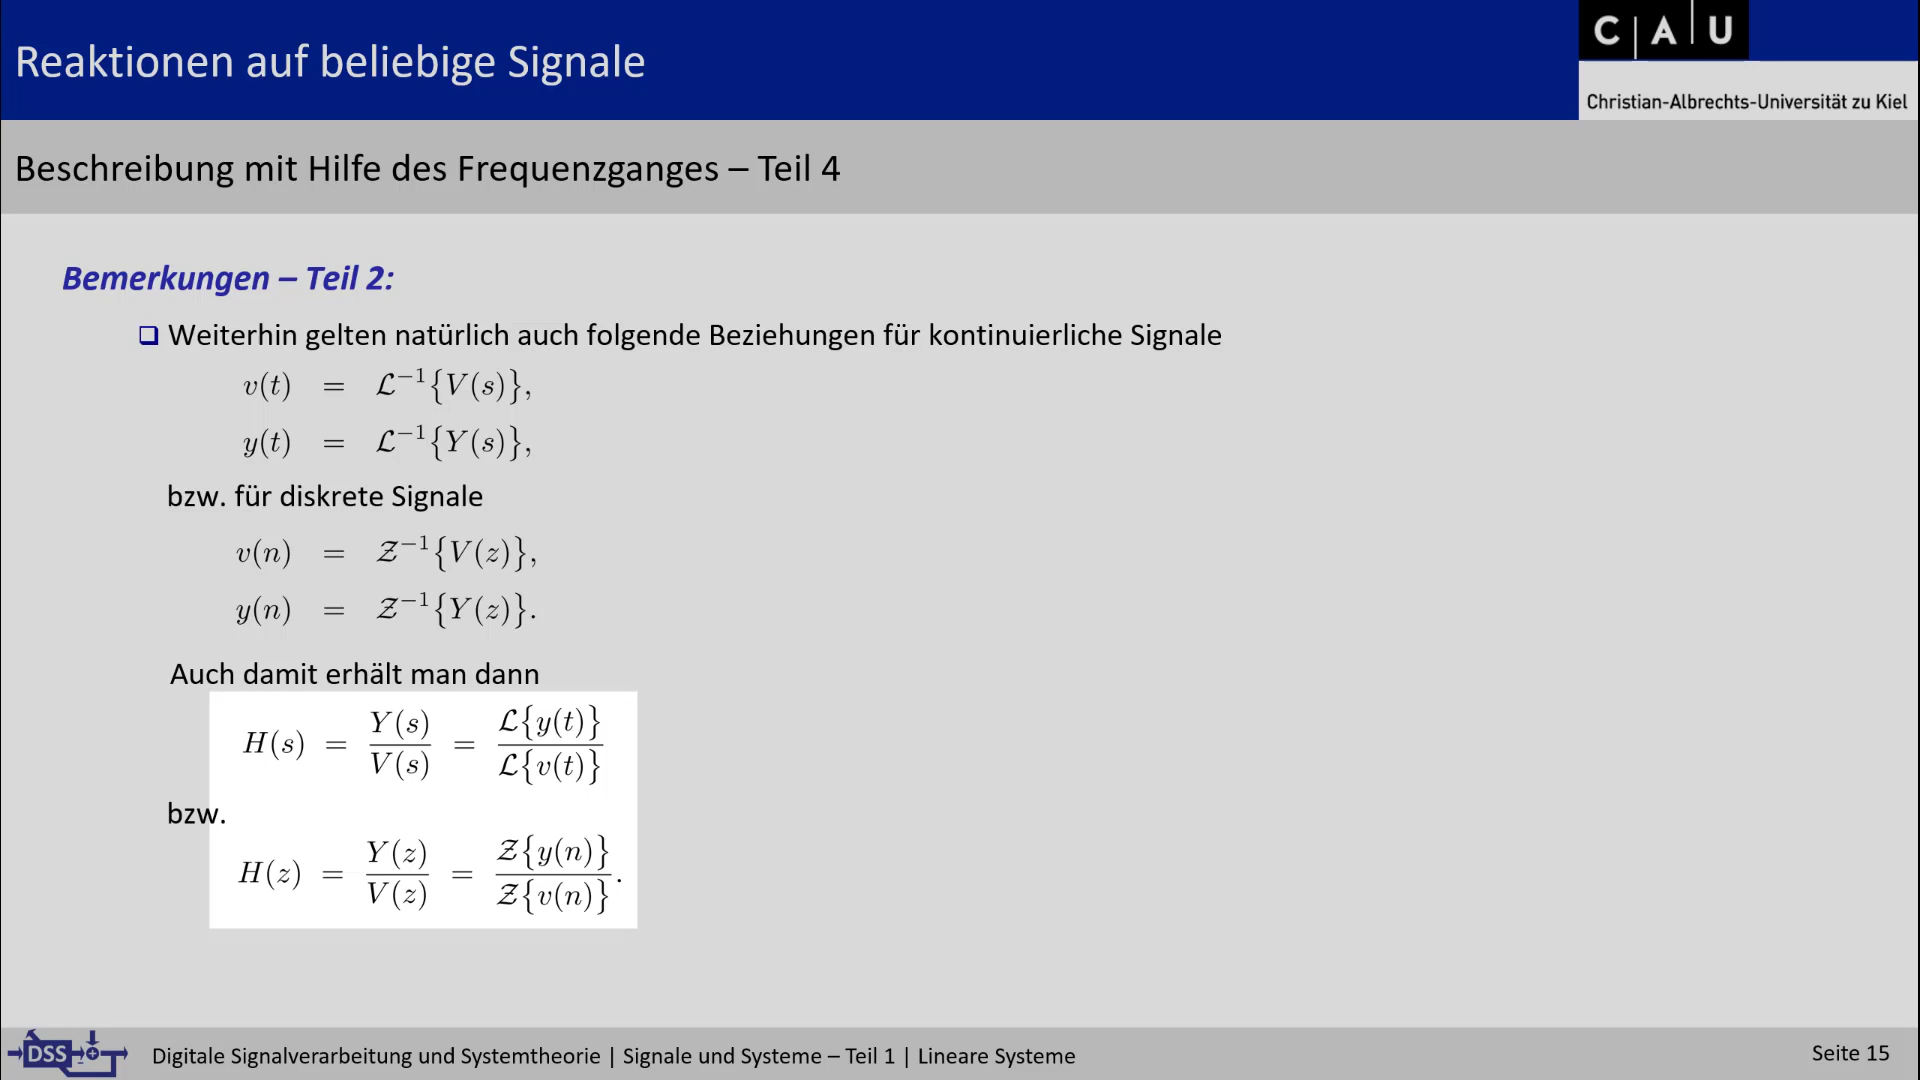 Reaktionen auf beliebige Signale
C | A | U
Christian-Albrechts-Universität zu Kiel
Beschreibung mit Hilfe des Frequenzganges – Teil 4
Bemerkungen – Teil 2:
❑ Weiterhin gelten natürlich auch folgende Beziehungen für kontinuierliche Signale
v(t) = ℒ⁻¹{V(s)},
y(t) = ℒ⁻¹{Y(s)},
bzw. für diskrete Signale
v(n) = 𝒵⁻¹{V(z)},
y(n) = 𝒵⁻¹{Y(z)}.
Auch damit erhält man dann
H(s) = Y(s)/V(s) = ℒ{y(t)}/ℒ{v(t)}
bzw.
H(z) = Y(z)/V(z) = 𝒵{y(n)}/𝒵{v(n)}.
DSS
Digitale Signalverarbeitung und Systemtheorie | Signale und Systeme – Teil 1 | Lineare Systeme
Seite 15